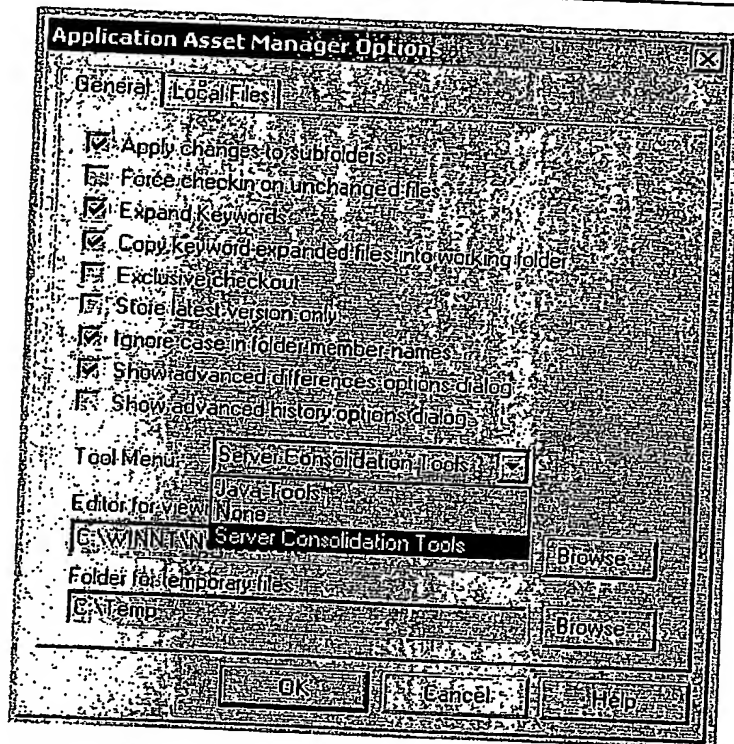 Application Asset Manager Options
General Local Files
Apply changes to subfolders
Force checkin on unchanged files
Expand Keywords
Copy keyword expanded files into working folder
Exclusive checkout
Store latest version only
Ignore case in folder member names
Show advanced differences options dialog
Show advanced history options dialog
Tool Menu Server Consolidation Tools
Java Tools
None
Server Consolidation Tools
Editor for view
C:\WINNT\N
Browse...
Folder for temporary files
C:\Temp
Browse...
OK Cancel Help